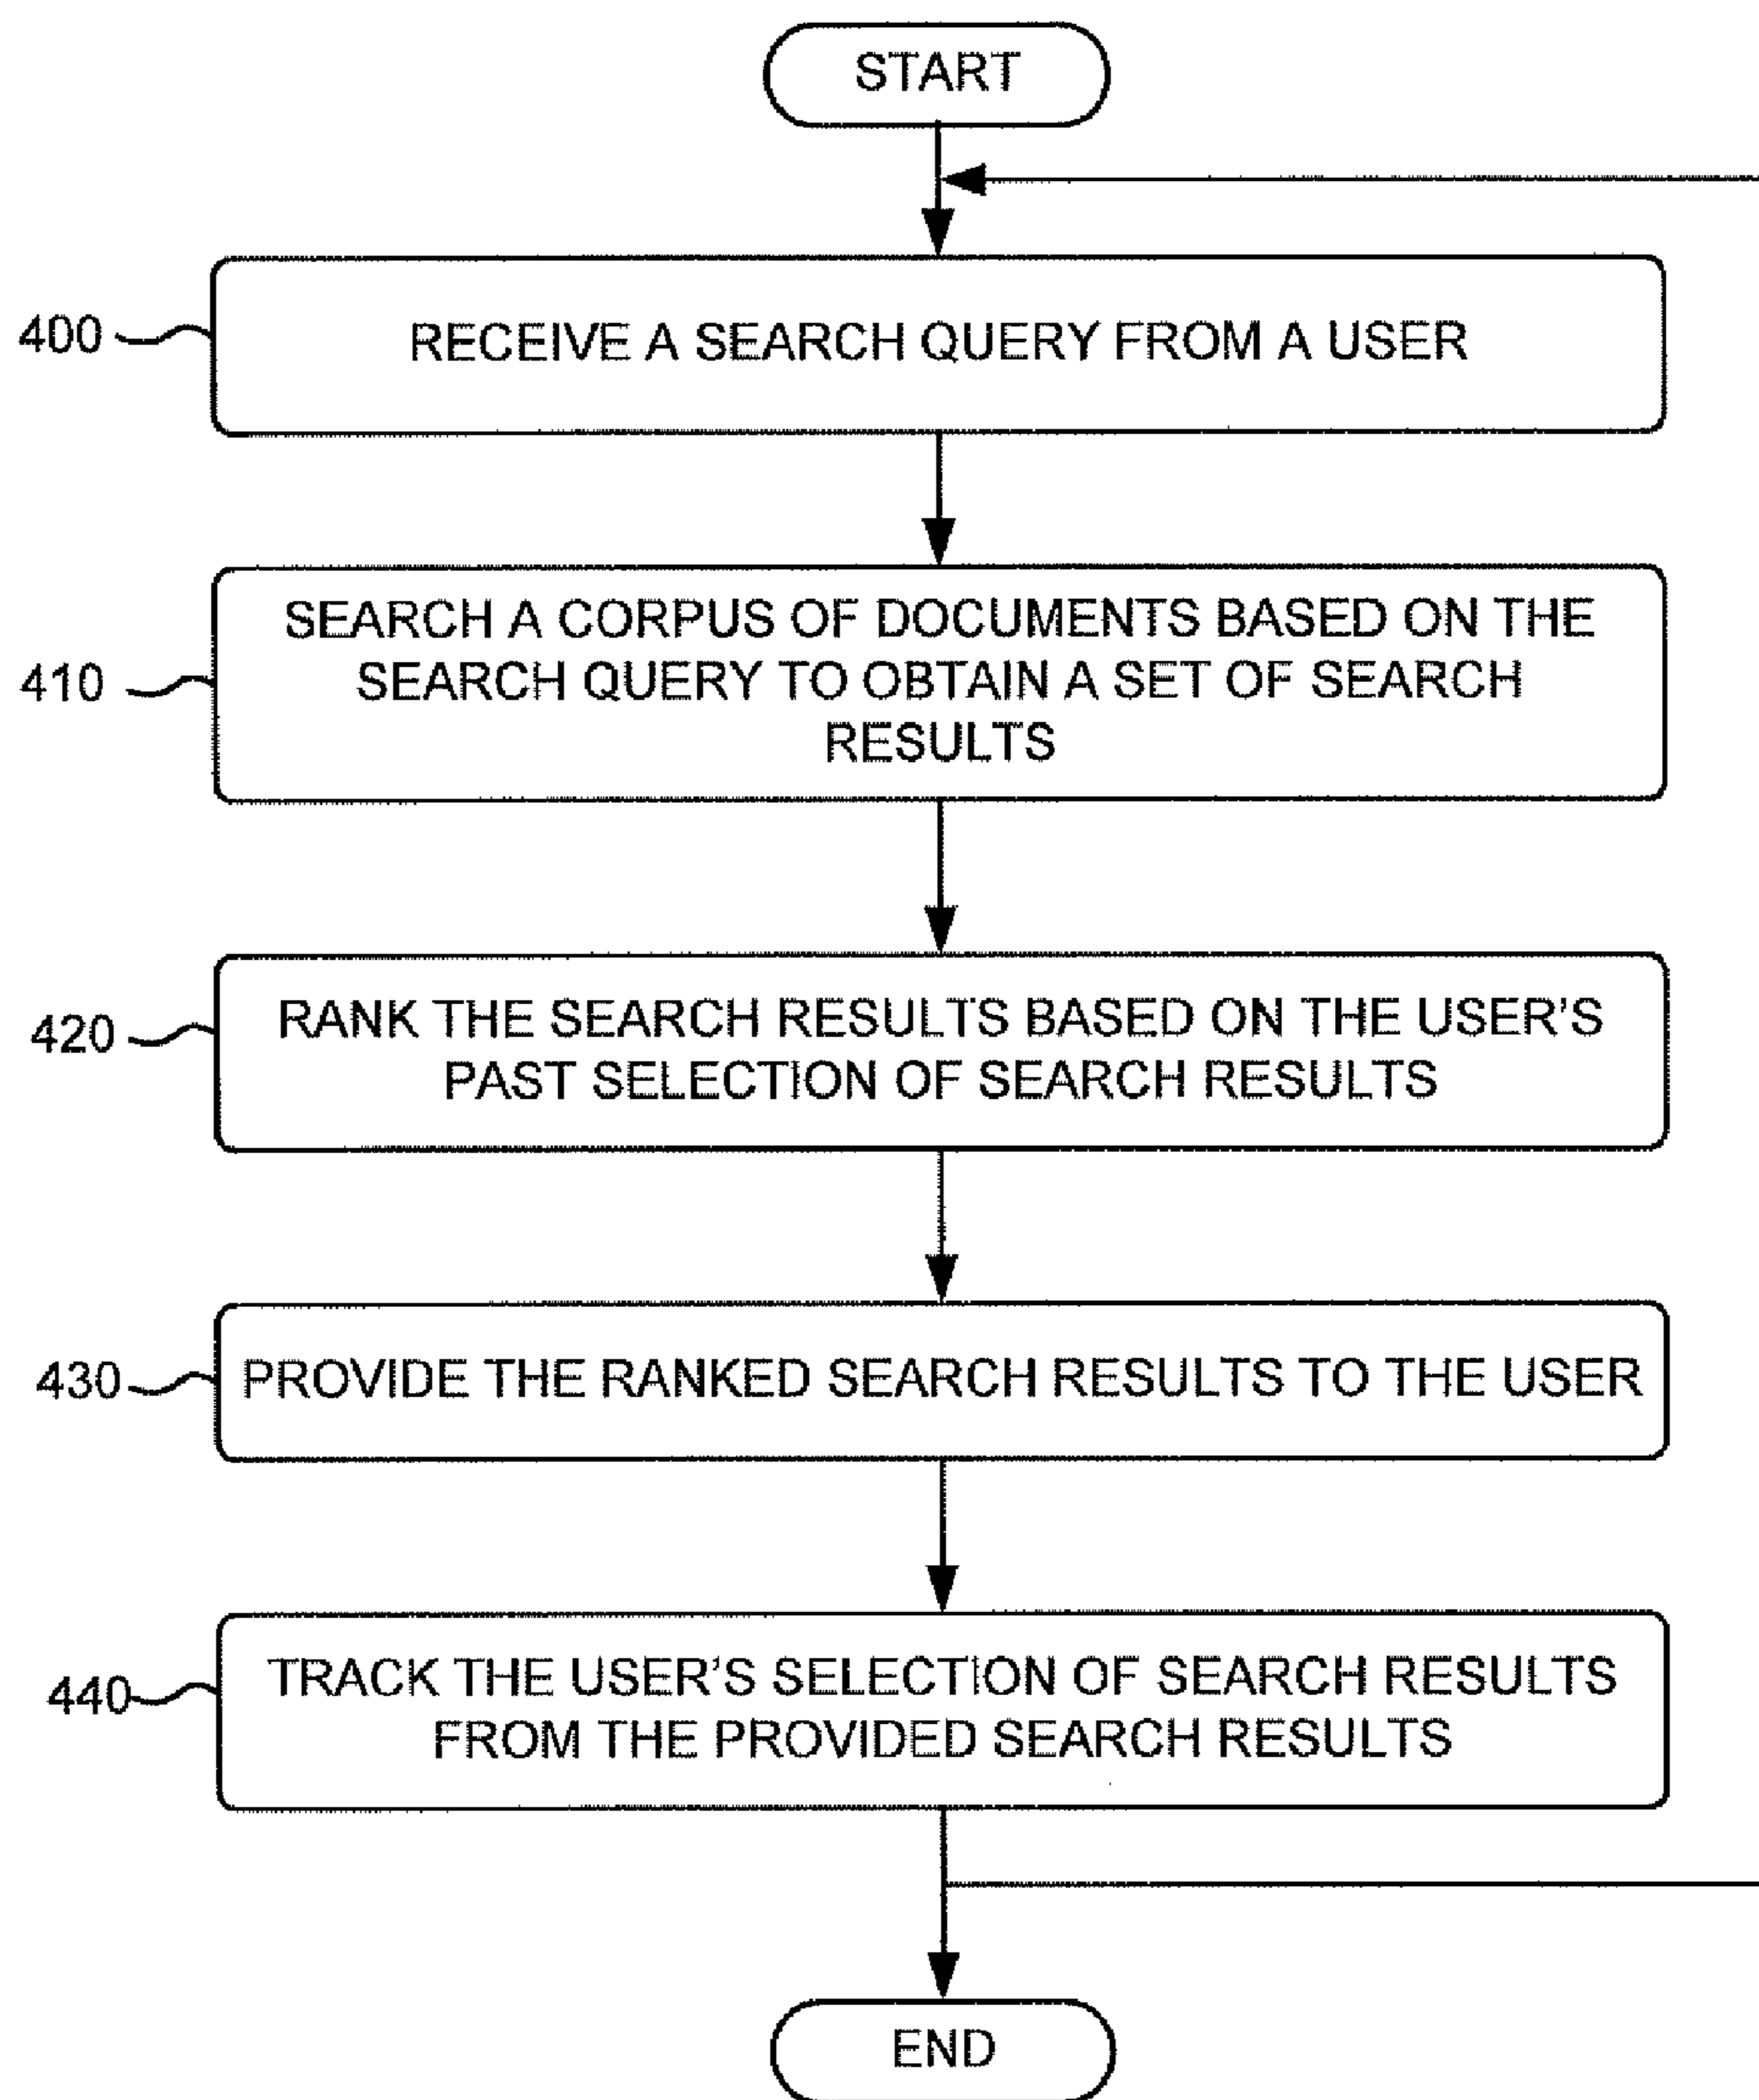 START
400
RECEIVE A SEARCH QUERY FROM A USER
410
SEARCH A CORPUS OF DOCUMENTS BASED ON THE
SEARCH QUERY TO OBTAIN A SET OF SEARCH
RESULTS
420
RANK THE SEARCH RESULTS BASED ON THE USER'S
PAST SELECTION OF SEARCH RESULTS
430
PROVIDE THE RANKED SEARCH RESULTS TO THE USER
440
TRACK THE USER'S SELECTION OF SEARCH RESULTS
FROM THE PROVIDED SEARCH RESULTS
END